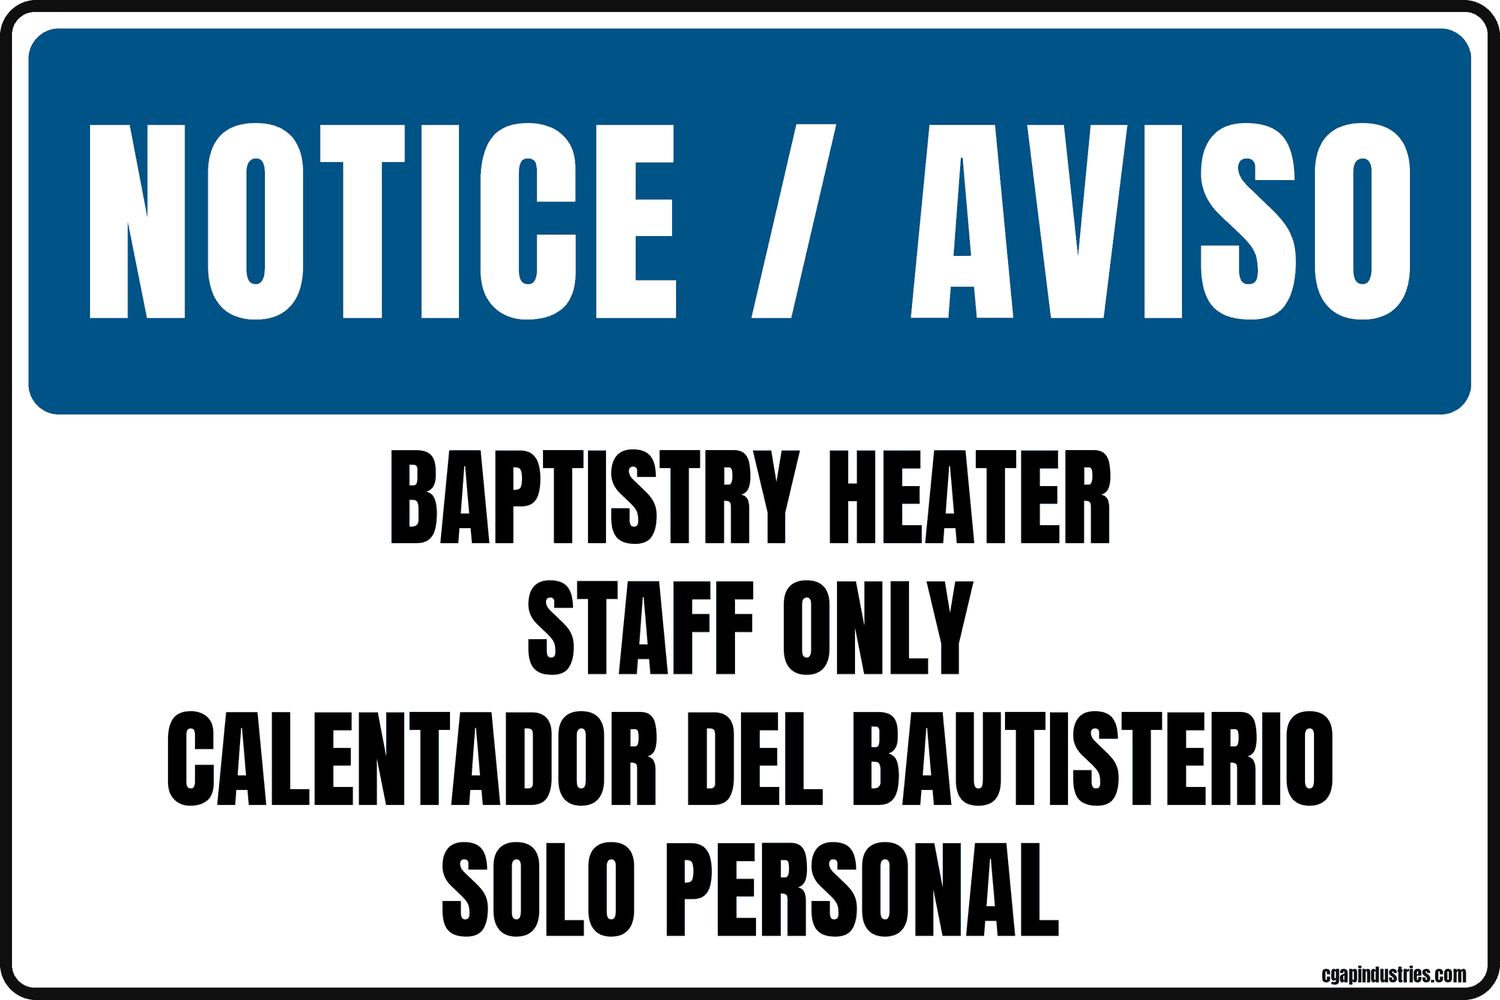 NOTICE / AVISO
BAPTISTRY HEATER
STAFF ONLY
CALENTADOR DEL BAUTISTERIO
SOLO PERSONAL
cgapindustries.com